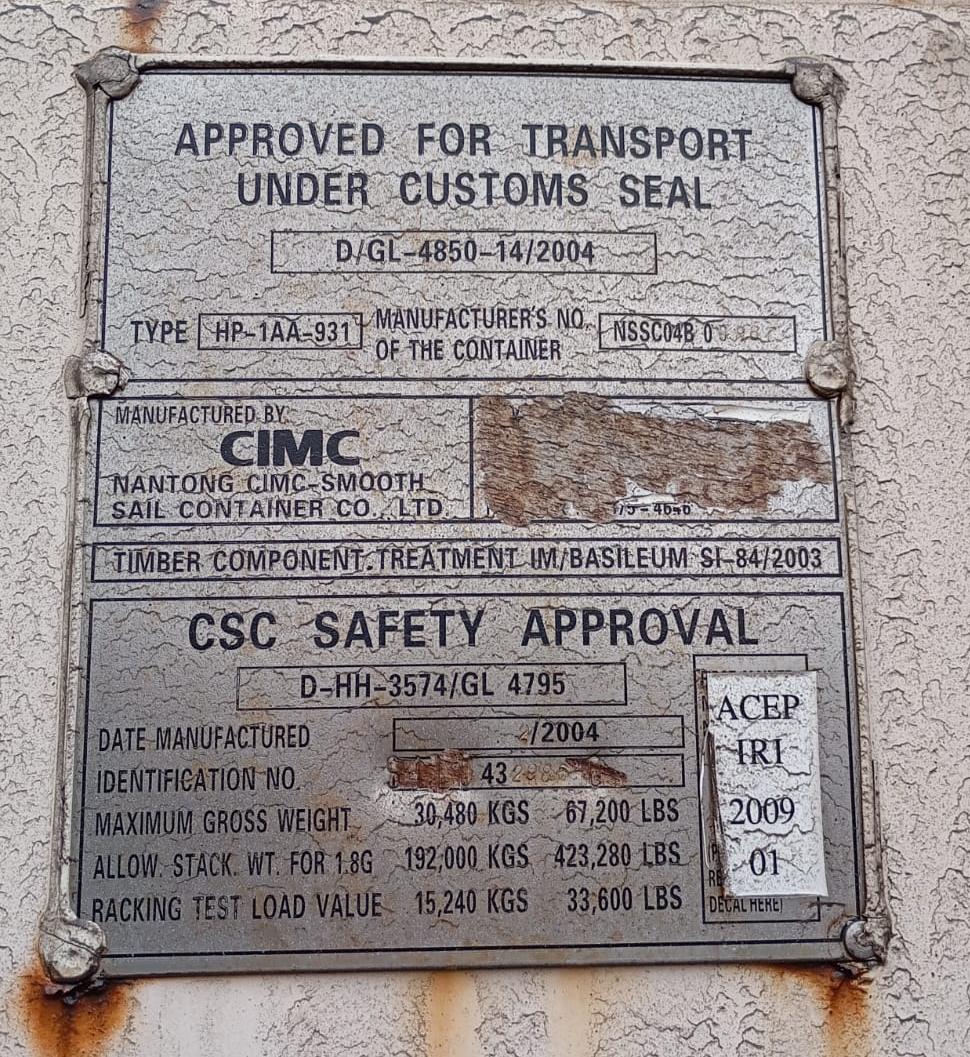 APPROVED FOR TRANSPORT
UNDER CUSTOMS SEAL
D/GL-4850-14/2004
TYPE HP-1AA-931 MANUFACTURER'S NO. OF THE CONTAINER NSSC04B
MANUFACTURED BY
CIMC
NANTONG CIMC-SMOOTH
SAIL CONTAINER CO., LTD.
TIMBER COMPONENT TREATMENT IM/BASILEUM SI-84/2003
CSC SAFETY APPROVAL
D-HH-3574/GL 4795
DATE MANUFACTURED /2004
IDENTIFICATION NO. 43
MAXIMUM GROSS WEIGHT 30,480 KGS 67,200 LBS
ALLOW. STACK. WT. FOR 1.8G 192,000 KGS 423,280 LBS
RACKING TEST LOAD VALUE 15,240 KGS 33,600 LBS
ACEP
IRI
2009
01
DECAL HERE)